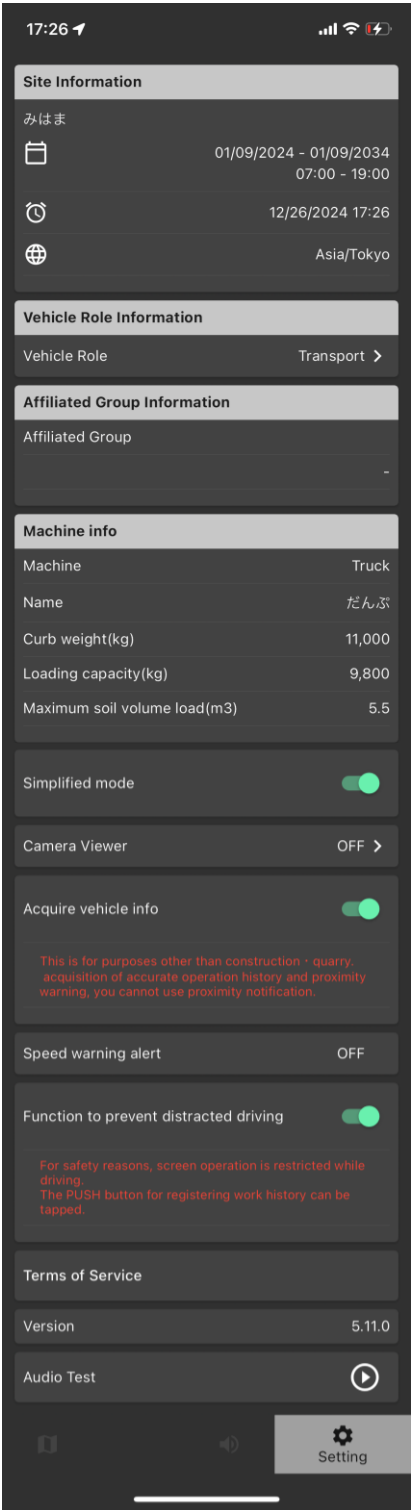 17:26
Site Information
みはま
01/09/2024 - 01/09/2034
07:00 - 19:00
12/26/2024 17:26
Asia/Tokyo
Vehicle Role Information
Vehicle Role Transport
Affiliated Group Information
Affiliated Group
-
Machine info
Machine Truck
Name だんぷ
Curb weight(kg) 11,000
Loading capacity(kg) 9,800
Maximum soil volume load(m3) 5.5
Simplified mode
Camera Viewer OFF
Acquire vehicle info
This is for purposes other than construction・quarry.
acquisition of accurate operation history and proximity
warning, you cannot use proximity notification.
Speed warning alert OFF
Function to prevent distracted driving
For safety reasons, screen operation is restricted while
driving.
The PUSH button for registering work history can be
tapped.
Terms of Service
Version 5.11.0
Audio Test
Setting